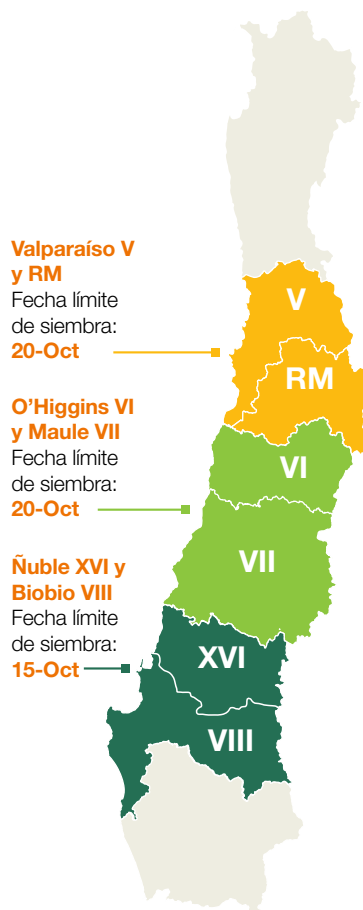 Valparaíso V
y RM
Fecha límite
de siembra:
20-Oct
O'Higgins VI
y Maule VII
Fecha límite
de siembra:
20-Oct
Ñuble XVI y
Biobio VIII
Fecha límite
de siembra:
15-Oct
V
RM
VI
VII
XVI
VIII